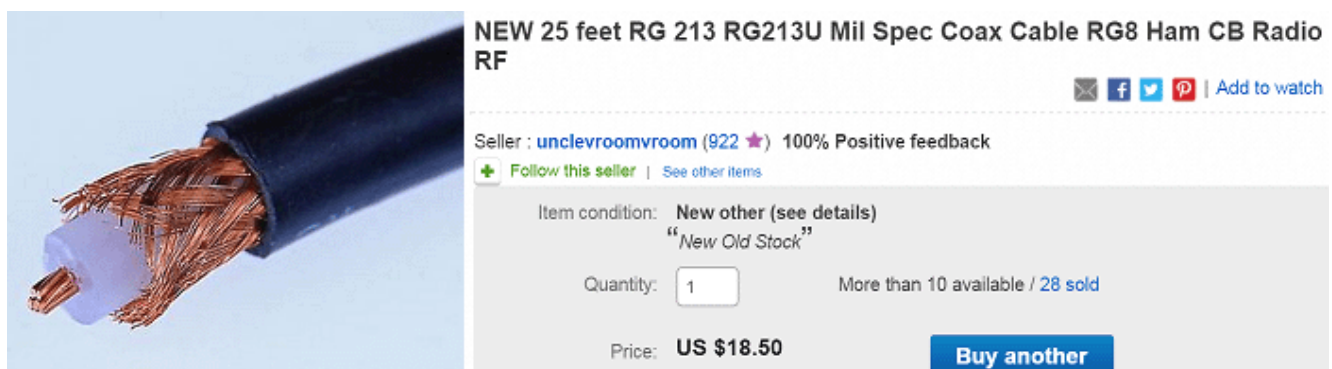 NEW 25 feet RG 213 RG213U Mil Spec Coax Cable RG8 Ham CB Radio
RF
| Add to watch
Seller : unclevroomvroom (922 ) 100% Positive feedback
Follow this seller | See other items
Item condition: New other (see details)
“New Old Stock”
Quantity: 1 More than 10 available / 28 sold
Price: US $18.50 Buy another